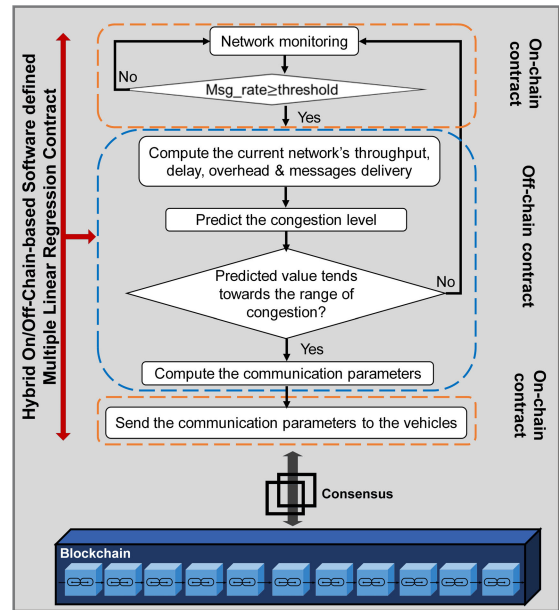 Network monitoring
No
Msg_rate≥threshold
Yes
On-chain
contract
Hybrid On/Off-Chain-based Software defined
Multiple Linear Regression Contract
Compute the current network's throughput,
delay, overhead & messages delivery
Predict the congestion level
Predicted value tends
towards the range of
congestion?
No
Yes
Compute the communication parameters
Off-chain contract
Send the communication parameters to the vehicles
On-chain
contract
Consensus
Blockchain